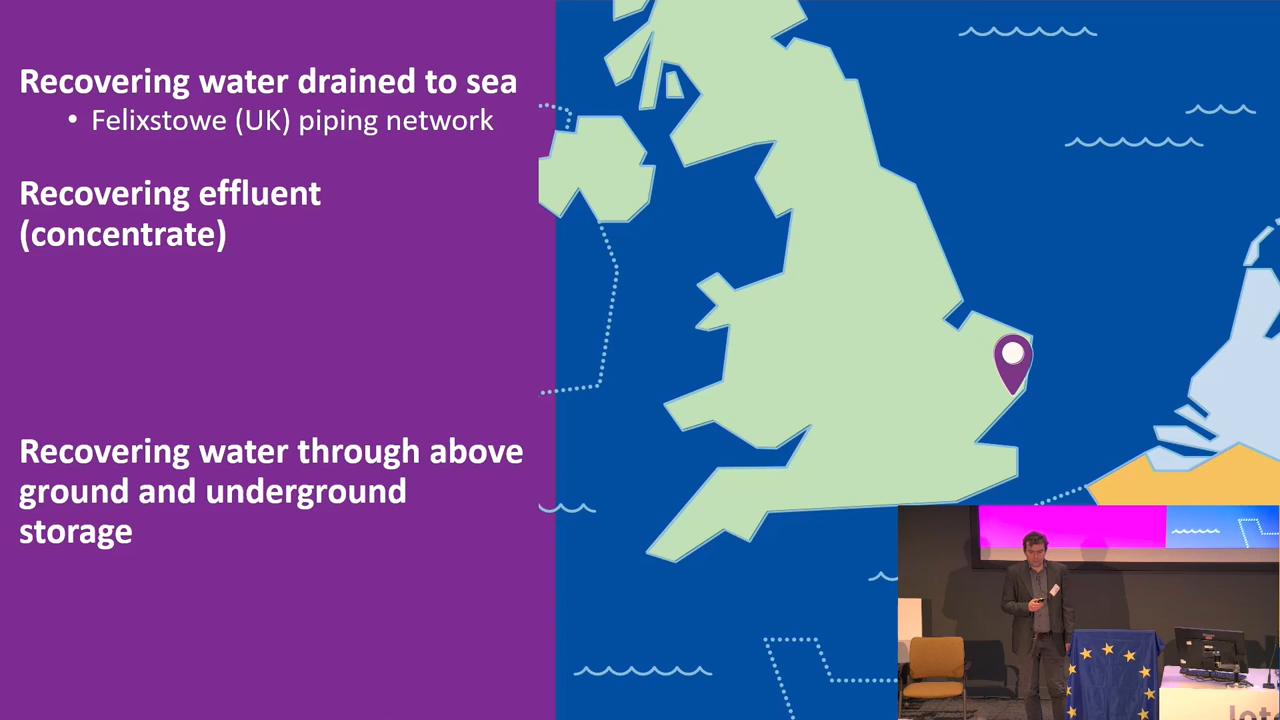 Recovering water drained to sea
• Felixstowe (UK) piping network
Recovering effluent
(concentrate)
Recovering water through above
ground and underground
storage